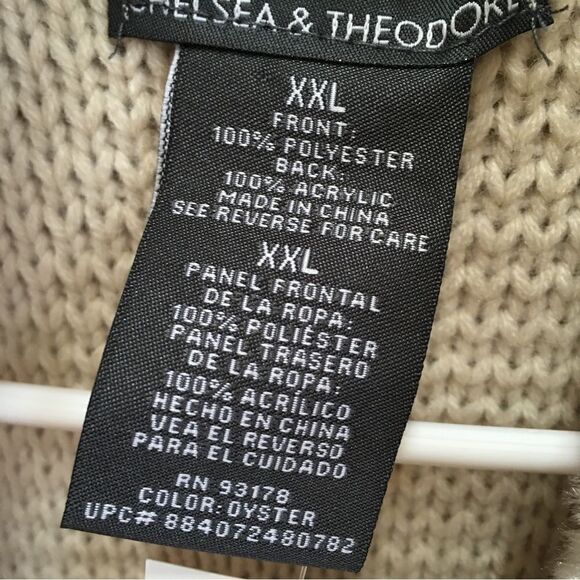 CHELSEA & THEODORE
XXL
FRONT:
100% POLYESTER
BACK:
100% ACRYLIC
MADE IN CHINA
SEE REVERSE FOR CARE
XXL
PANEL FRONTAL
DE LA ROPA:
100% POLIÉSTER
PANEL TRASERO
DE LA ROPA:
100% ACRÍLICO
HECHO EN CHINA
VEA EL REVERSO
PARA EL CUIDADO
RN 93178
COLOR: OYSTER
UPC# 884072480782